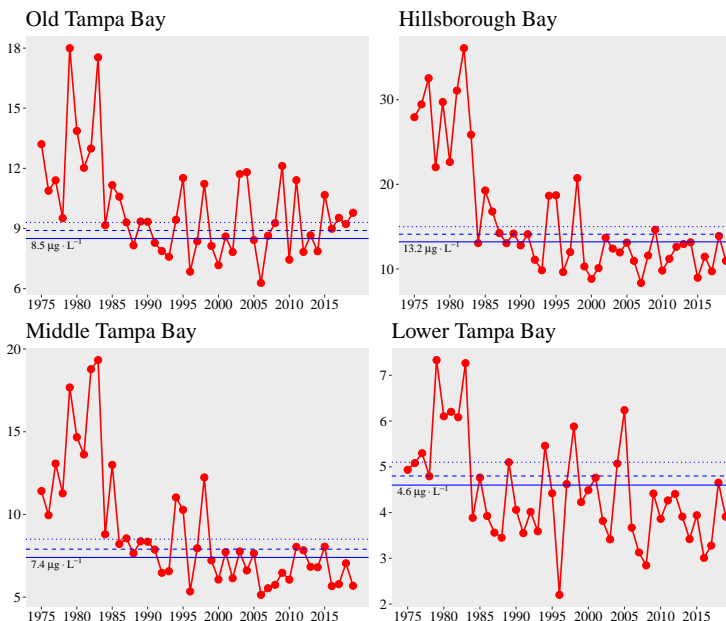 Old Tampa Bay
18
15
12
9
6
8.5 μg · L⁻¹
1975 1980 1985 1990 1995 2000 2005 2010 2015
Hillsborough Bay
30
20
10
13.2 μg · L⁻¹
1975 1980 1985 1990 1995 2000 2005 2010 2015
Middle Tampa Bay
20
15
10
5
7.4 μg · L⁻¹
1975 1980 1985 1990 1995 2000 2005 2010 2015
Lower Tampa Bay
7
6
5
4
3
2
4.6 μg · L⁻¹
1975 1980 1985 1990 1995 2000 2005 2010 2015